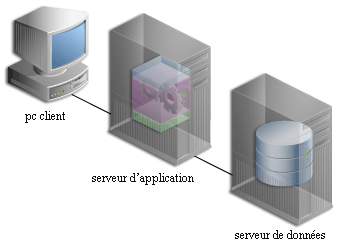 pc client
serveur d'application
serveur de données